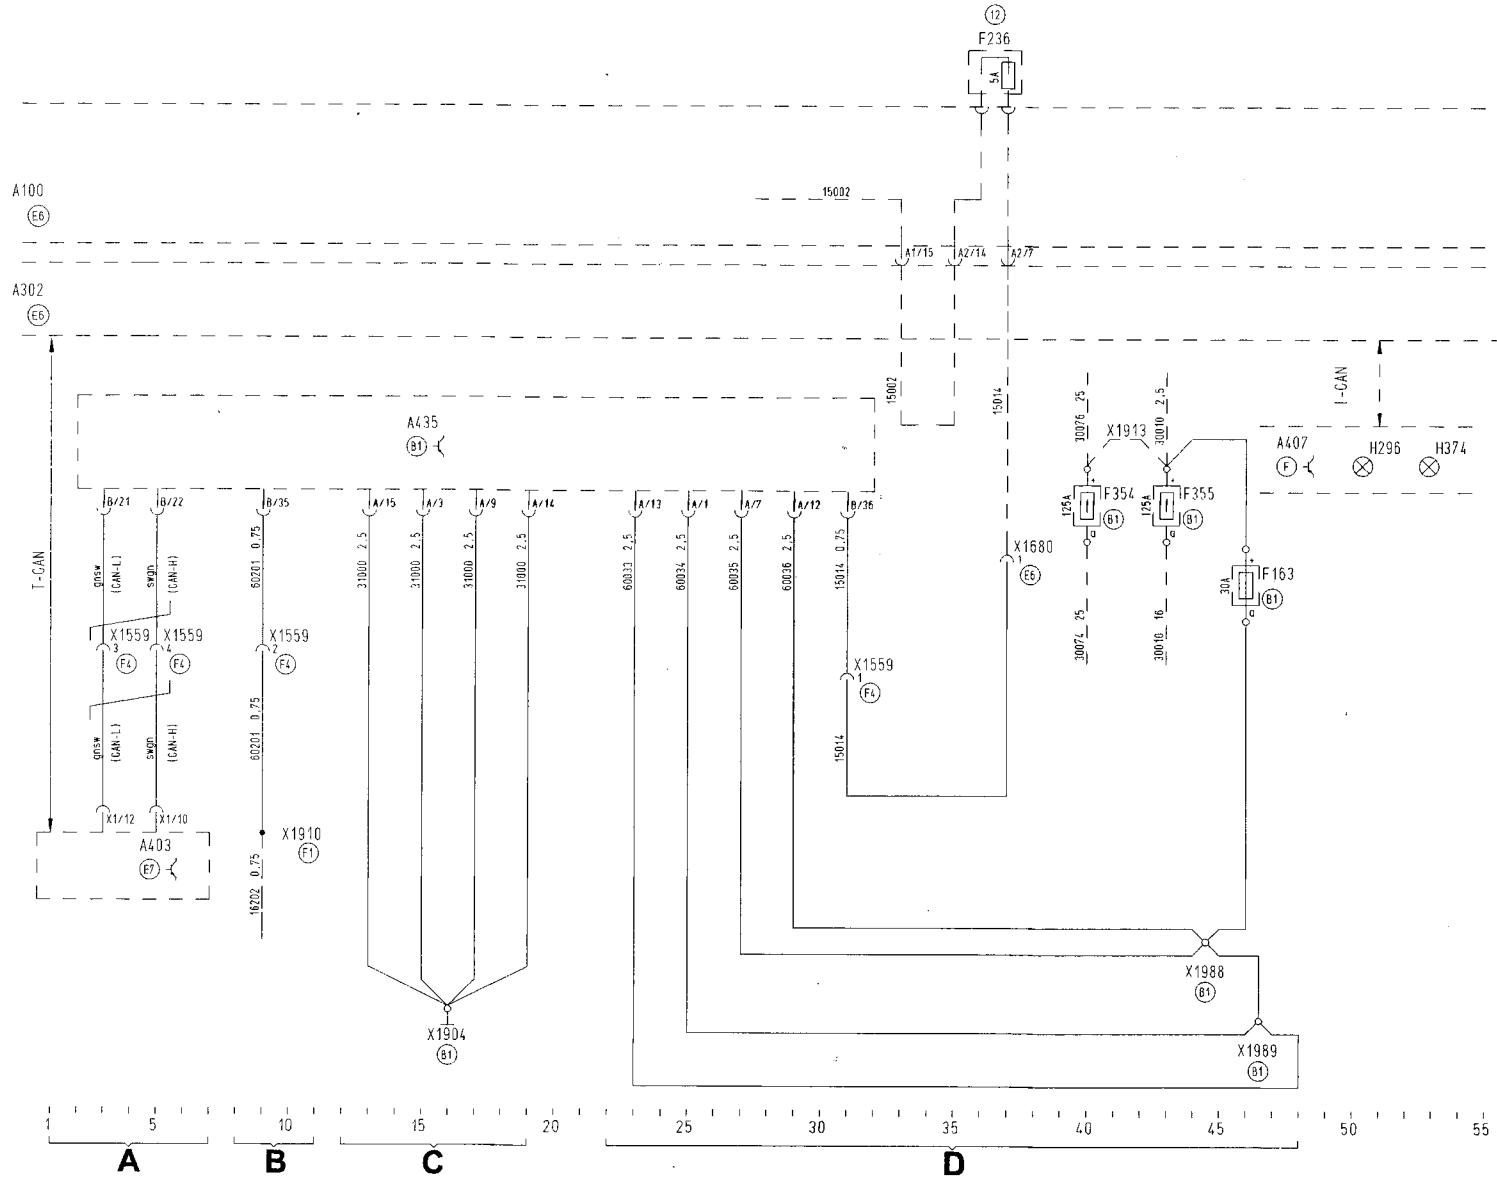 12
F236
5A
A100
E6
15002
A1/15
A2/14
A2/7
A302
E6
T-CAN
I-CAN
15002
15014
30076 25
30010 2,5
X1913
A435
B1
A407
F
H296
H374
B/21
B/22
B/35
A/15
A/3
A/9
A/14
A/13
A/1
A/7
A/12
B/36
125A
F354
B1
125A
F355
B1
gnsw
(CAN-L)
swgn
(CAN-H)
60201 0,75
31000 2,5
31000 2,5
31000 2,5
31000 2,5
60033 2,5
60034 2,5
60035 2,5
60036 2,5
15014 0,75
X1680
1
E6
30A
F163
B1
a
a
a
X1559
3
F4
X1559
4
F4
X1559
2
F4
X1559
1
F4
30074 25
30010 16
gnsw
(CAN-L)
swgn
(CAN-H)
60201 0,75
15014
X1/12
X1/10
A403
E7
X1910
F1
16202 0,75
X1988
B1
X1904
B1
X1989
B1
1 5 10 15 20 25 30 35 40 45 50 55
A B C D